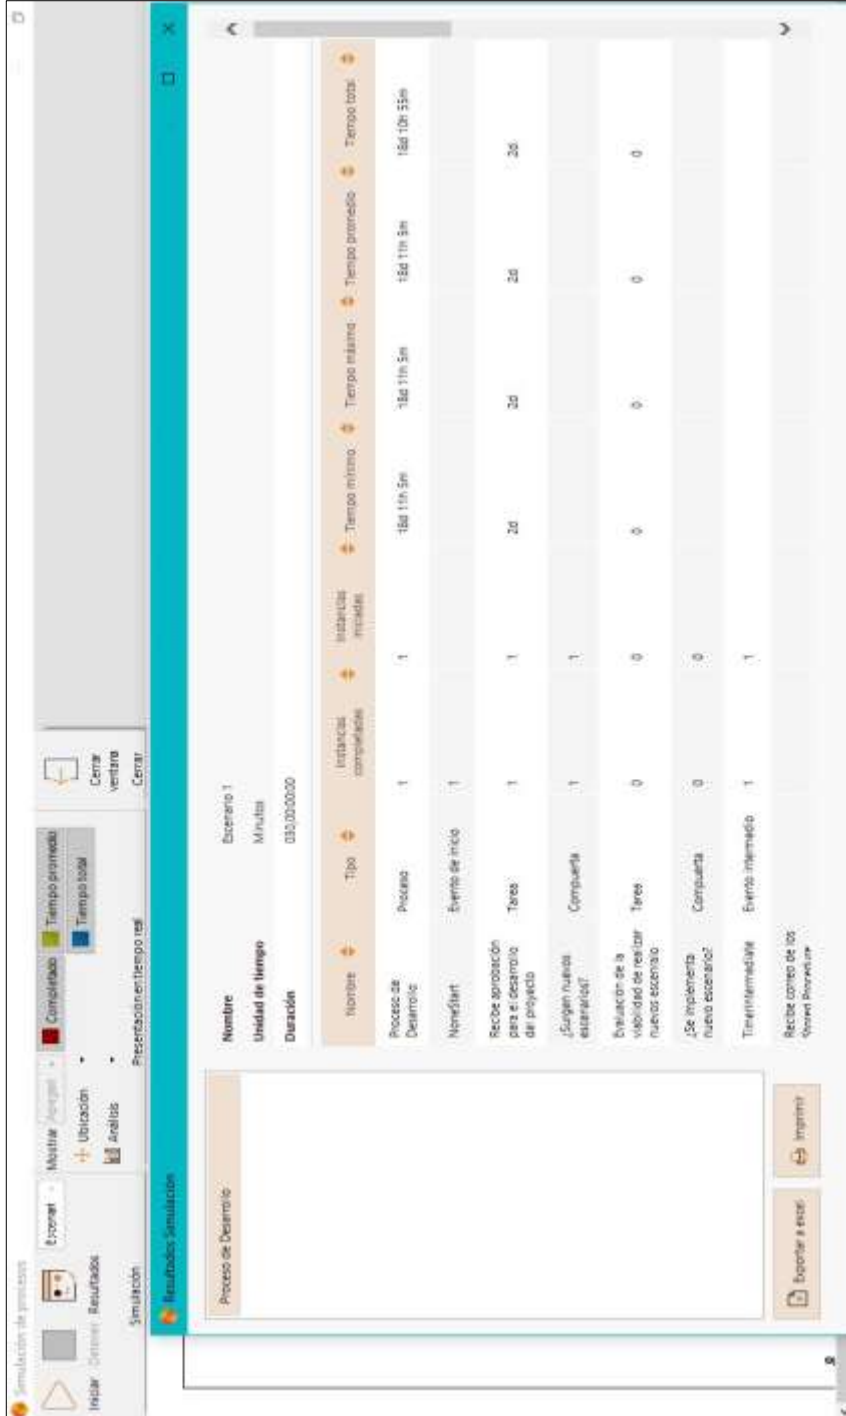 Simulación de procesos
Iniciar Detener Resultados
Escenari
Simulación
Mostrar Apagar
Ubicación
Análisis
Completado Tiempo promedio
Tiempo total
Presentación en tiempo real
Cerrar
ventana
Cerrar
Resultados Simulación
Proceso de Desarrollo
Exportar a excel Imprimir
Nombre Escenario 1
Unidad de tiempo Minutos
Duración 030,00:00:00
Nombre Tipo Instancias completadas Instancias iniciadas Tiempo mínimo Tiempo máximo Tiempo promedio Tiempo total
Proceso de Proceso 1 1 18d 11h 5m 18d 11h 5m 18d 11h 5m 18d 10h 55m
Desarrollo
NoneStart Evento de inicio 1
Recibe aprobación Tarea 1 1 2d 2d 2d 2d
para el desarrollo
del proyecto
¿Surgen nuevos Compuerta 1 1
escenarios?
Evaluación de la Tarea 0 0 0 0 0 0
viabilidad de realizar
nuevos escenraio
¿Se implementa Compuerta 0 0
nuevo escenario?
TimerIntermediate Evento intermedio 1 1
Recibe correo de los
Stored Procedure